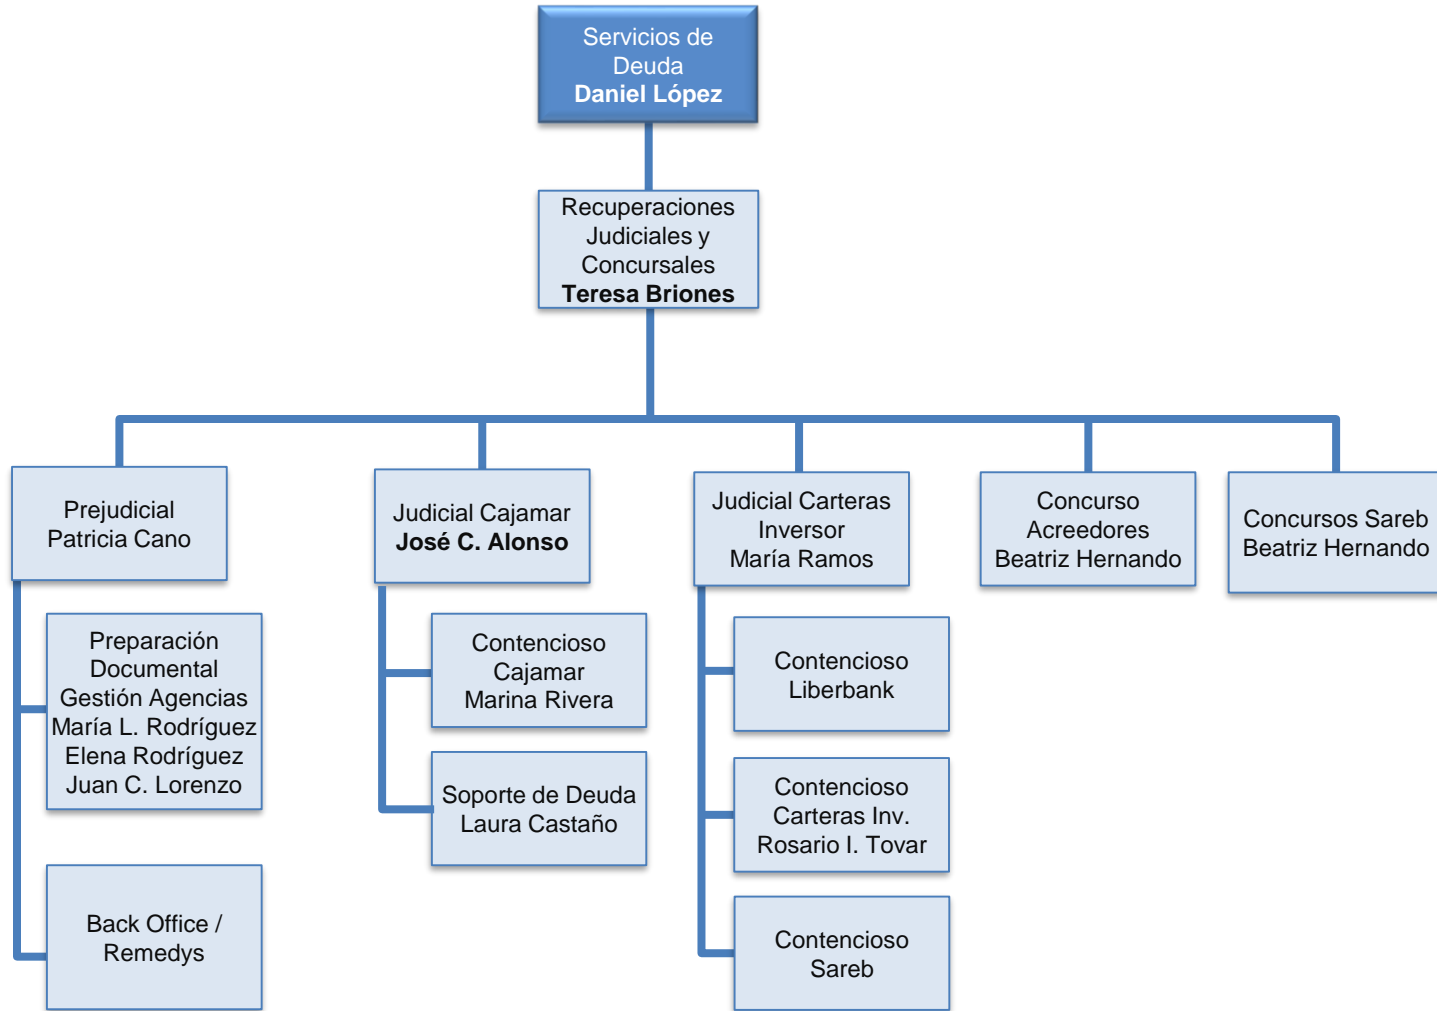 Servicios de
Deuda
Daniel López
Recuperaciones
Judiciales y
Concursales
Teresa Briones
Prejudicial
Patricia Cano
Judicial Cajamar
José C. Alonso
Judicial Carteras
Inversor
María Ramos
Concurso
Acreedores
Beatriz Hernando
Concursos Sareb
Beatriz Hernando
Preparación
Documental
Gestión Agencias
María L. Rodríguez
Elena Rodríguez
Juan C. Lorenzo
Back Office /
Remedys
Contencioso
Cajamar
Marina Rivera
Soporte de Deuda
Laura Castaño
Contencioso
Liberbank
Contencioso
Carteras Inv.
Rosario I. Tovar
Contencioso
Sareb